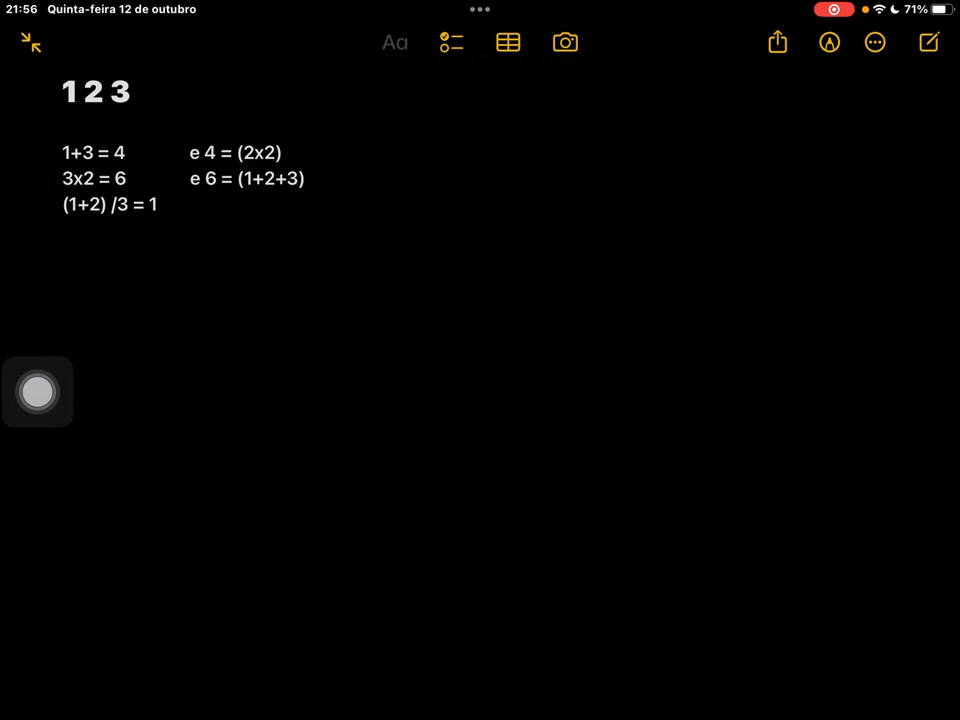 21:56 Quinta-feira 12 de outubro 71%
Aa
1 2 3
1+3 = 4 e 4 = (2x2)
3x2 = 6 e 6 = (1+2+3)
(1+2) /3 = 1